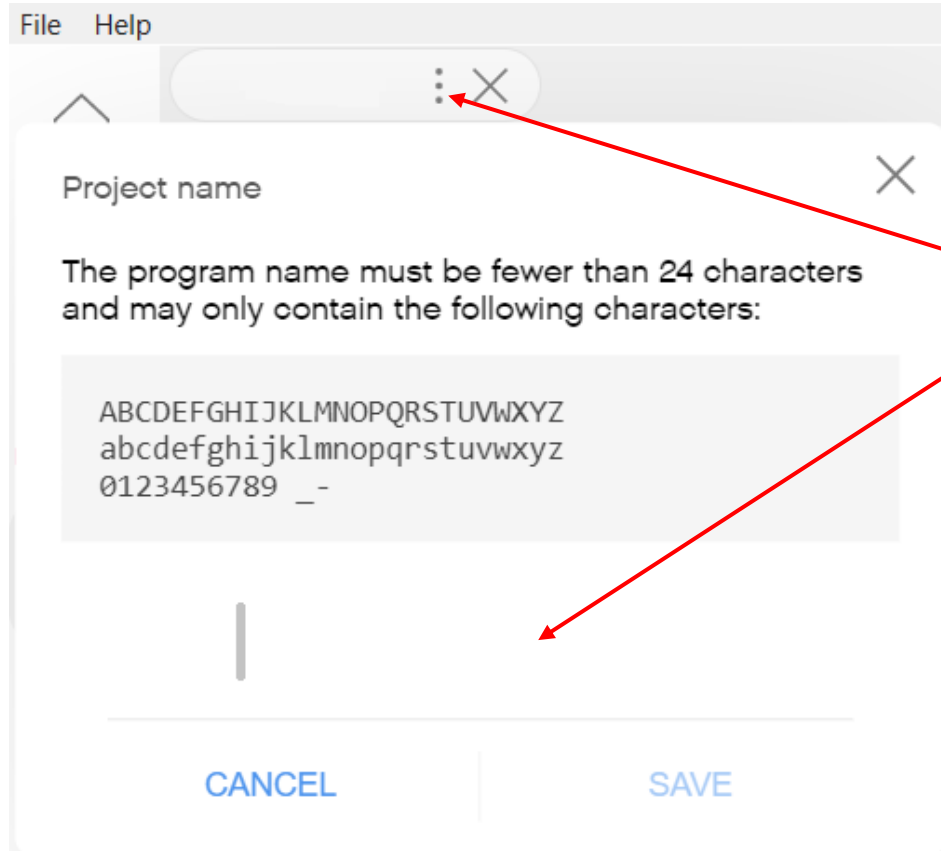 File Help
Project name
The program name must be fewer than 24 characters
and may only contain the following characters:
ABCDEFGHIJKLMNOPQRSTUVWXYZ
abcdefghijklmnopqrstuvwxyz
0123456789 _-
CANCEL SAVE